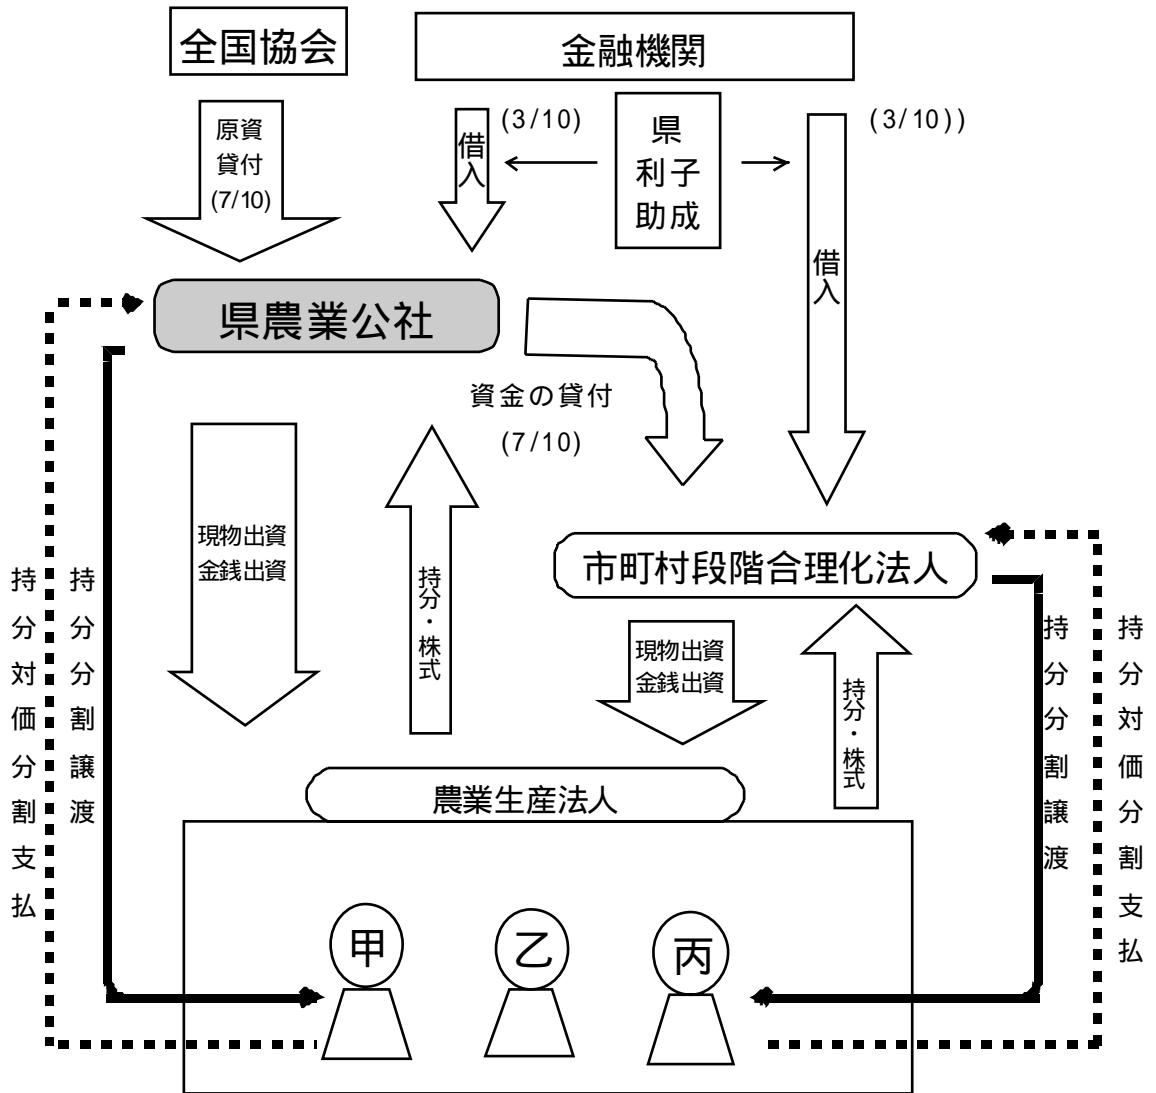 全国協会
金融機関
原資
貸付
(7/10)
借入
(3/10)
県
利子
助成
(3/10))
借入
県農業公社
資金の貸付
(7/10)
現物出資
金銭出資
持分・株式
市町村段階合理化法人
現物出資
金銭出資
持分・株式
持分対価分割支払
持分分割譲渡
持分分割譲渡
持分対価分割支払
農業生産法人
甲
乙
丙